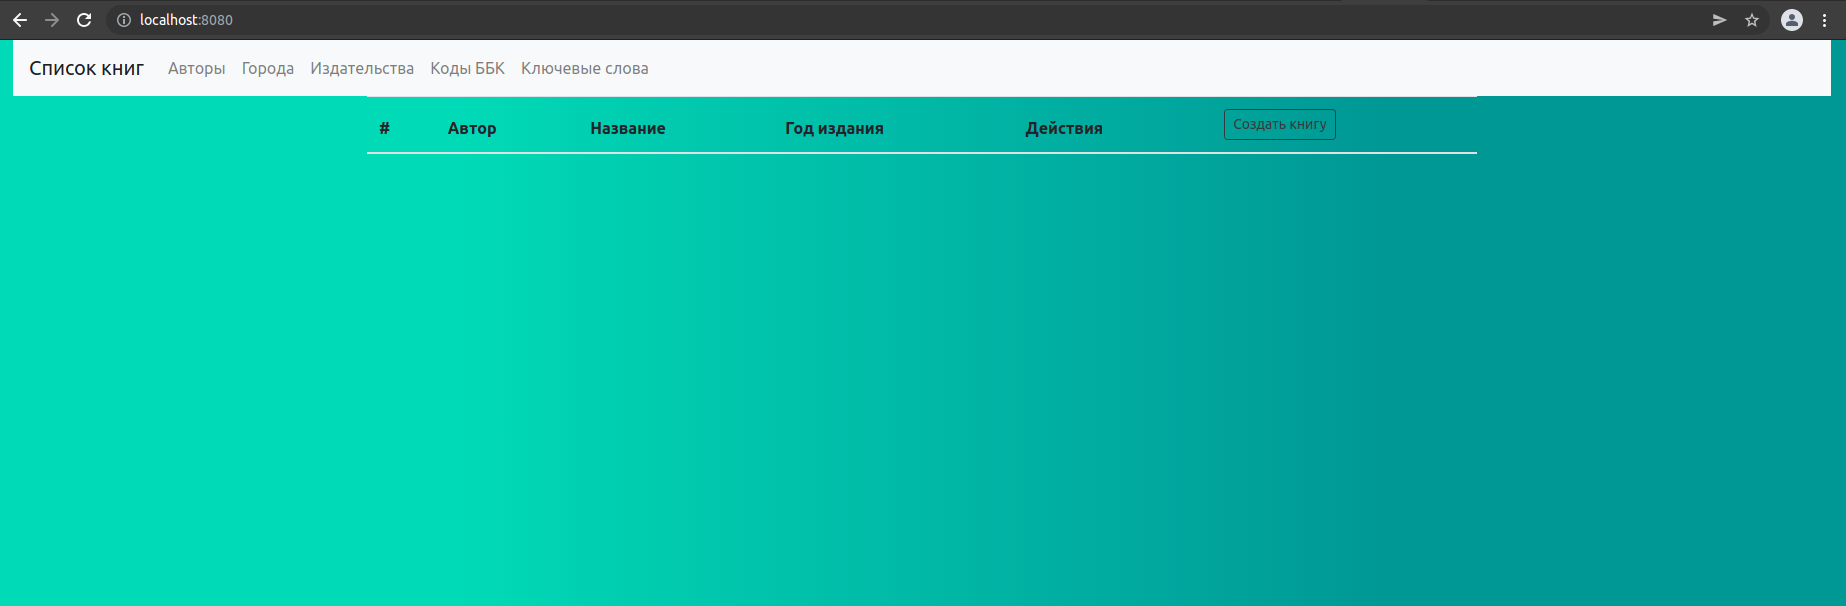 localhost:8080
Список книг Авторы Города Издательства Коды ББК Ключевые слова
# Автор Название Год издания Действия Создать книгу